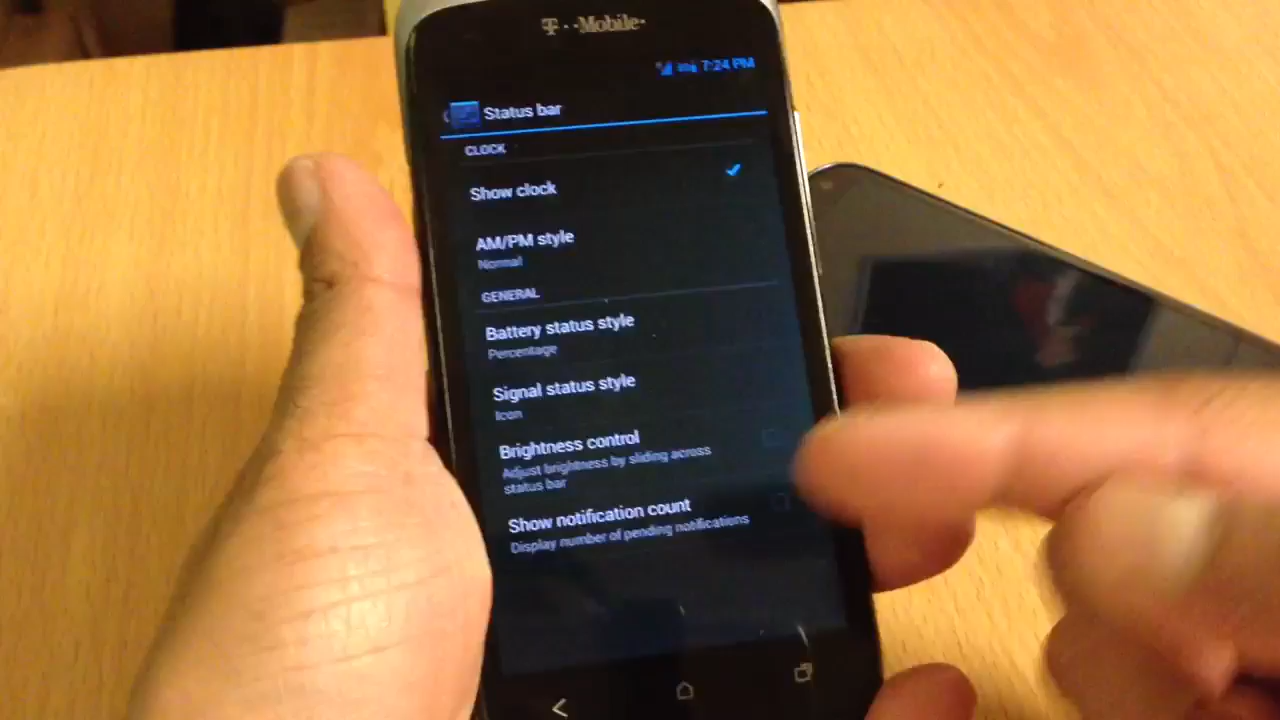 T··Mobile·
7:24 PM
Status bar
CLOCK
Show clock
AM/PM style
Normal
GENERAL
Battery status style
Percentage
Signal status style
Icon
Brightness control
Adjust brightness by sliding across
status bar
Show notification count
Display number of pending notifications